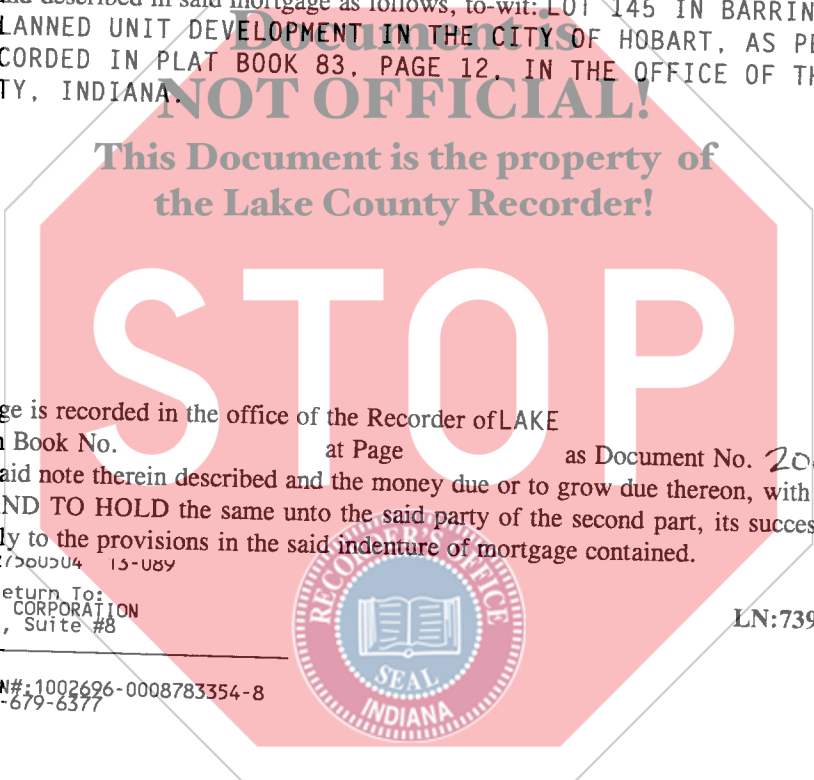 described in said mortgage as follows, to-wit: LOT 145 IN BARRIN
LANNED UNIT DEVELOPMENT IN THE CITY OF HOBART, AS PE
CORDED IN PLAT BOOK 83, PAGE 12, IN THE OFFICE OF TH
TY, INDIANA.
Document is
NOT OFFICIAL!
This Document is the property of
the Lake County Recorder!
STOP
ge is recorded in the office of the Recorder of LAKE
Book No. at Page as Document No. 20
aid note therein described and the money due or to grow due thereon, with
ND TO HOLD the same unto the said party of the second part, its succes
ly to the provisions in the said indenture of mortgage contained.
13-089
eturn To:
CORPORATION
, Suite #8
LN:739
N#:1002696-0008783354-8
-679-6377
RECORDER'S OFFICE
SEAL
INDIANA